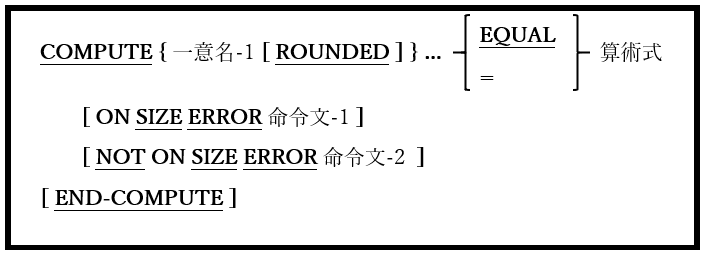 COMPUTE { 一意名-1 [ ROUNDED ] } ... { EQUAL
= } 算術式
[ ON SIZE ERROR 命令文-1 ]
[ NOT ON SIZE ERROR 命令文-2 ]
[ END-COMPUTE ]